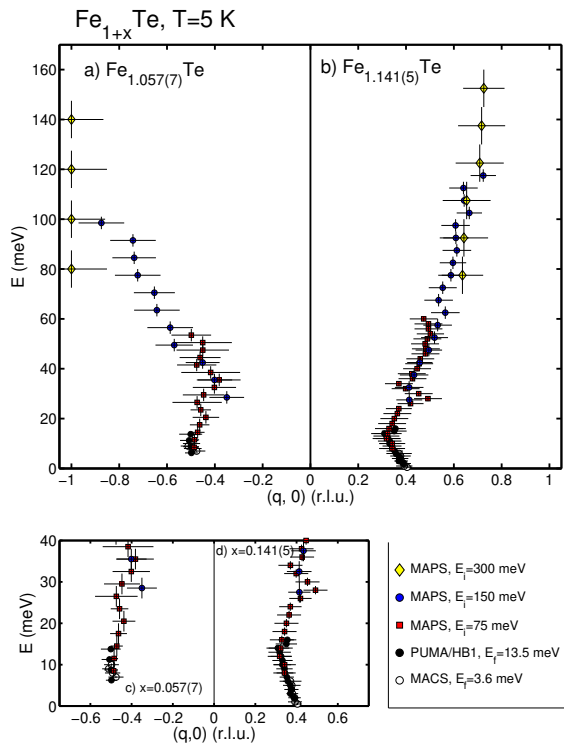 Fe1+xTe, T=5 K
a) Fe1.057(7)Te
b) Fe1.141(5)Te
160
140
120
100
80
60
40
20
0
E (meV)
−1 −0.8 −0.6 −0.4 −0.2 0 0.2 0.4 0.6 0.8 1
(q, 0) (r.l.u.)
d) x=0.141(5)
c) x=0.057(7)
40
30
20
10
0
E (meV)
−0.6 −0.4 −0.2 0 0.2 0.4 0.6
(q,0) (r.l.u.)
MAPS, Ei=300 meV
MAPS, Ei=150 meV
MAPS, Ei=75 meV
PUMA/HB1, Ef=13.5 meV
MACS, Ef=3.6 meV